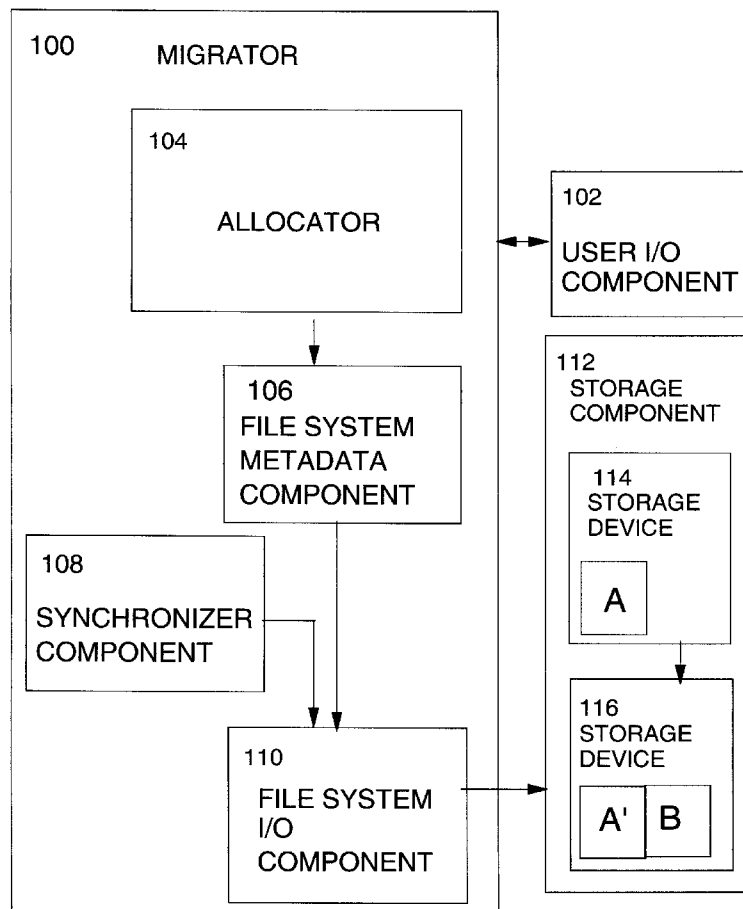 100 MIGRATOR
104
ALLOCATOR
102
USER I/O
COMPONENT
106
FILE SYSTEM
METADATA
COMPONENT
108
SYNCHRONIZER
COMPONENT
110
FILE SYSTEM
I/O
COMPONENT
112
STORAGE
COMPONENT
114
STORAGE
DEVICE
A
116
STORAGE
DEVICE
A' B